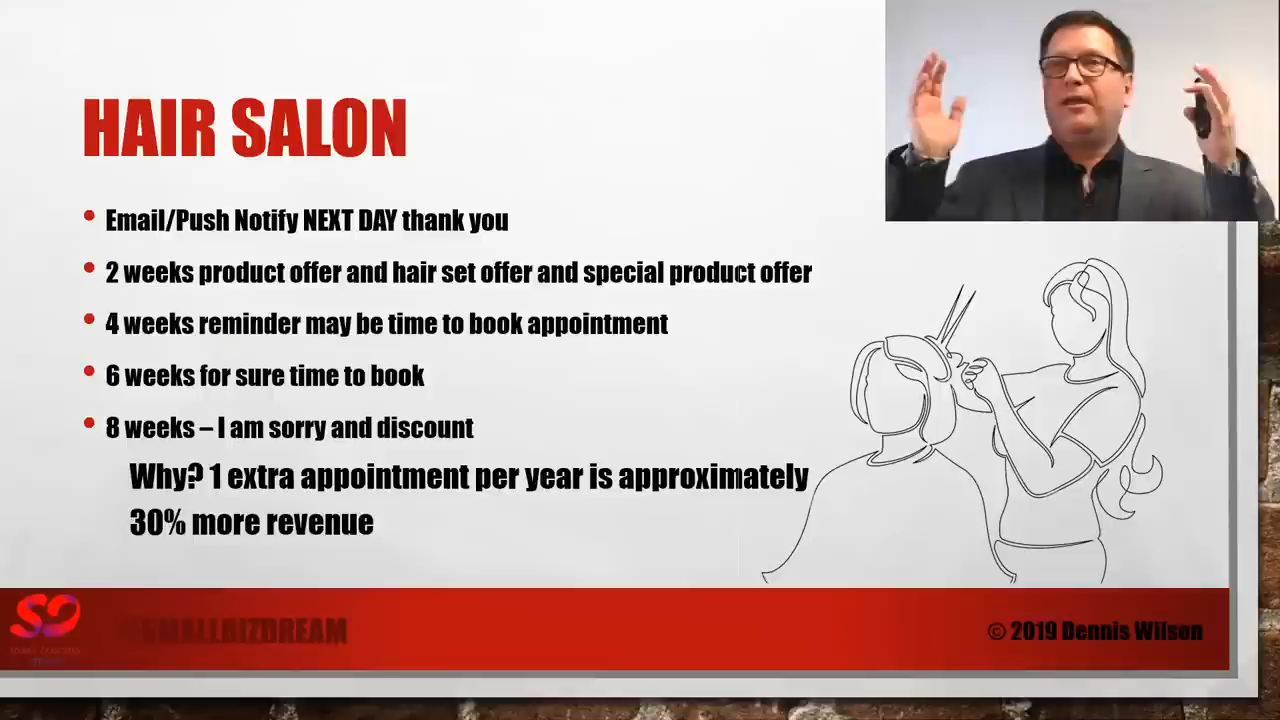 HAIR SALON
• Email/Push Notify NEXT DAY thank you
• 2 weeks product offer and hair set offer and special product offer
• 4 weeks reminder may be time to book appointment
• 6 weeks for sure time to book
• 8 weeks – I am sorry and discount
Why? 1 extra appointment per year is approximately
30% more revenue
SMALLBIZDREAM
© 2019 Dennis Wilson